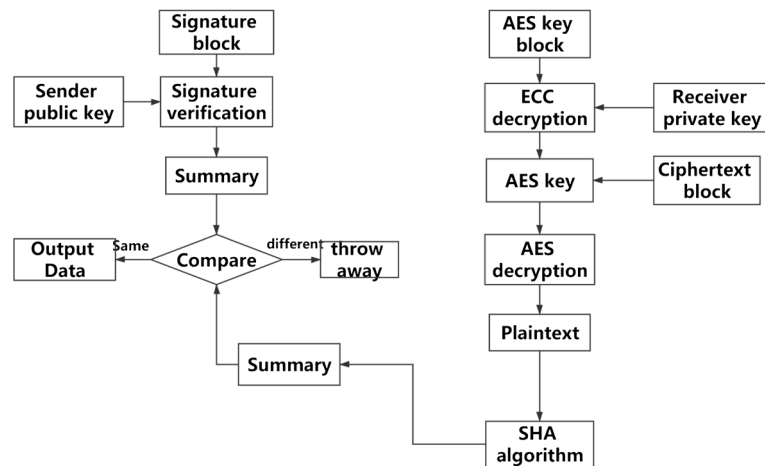 Signature
block
Sender
public key
Signature
verification
Summary
Output
Data
Same
Compare
different
throw
away
Summary
AES key
block
ECC
decryption
Receiver
private key
AES key
Ciphertext
block
AES
decryption
Plaintext
SHA
algorithm